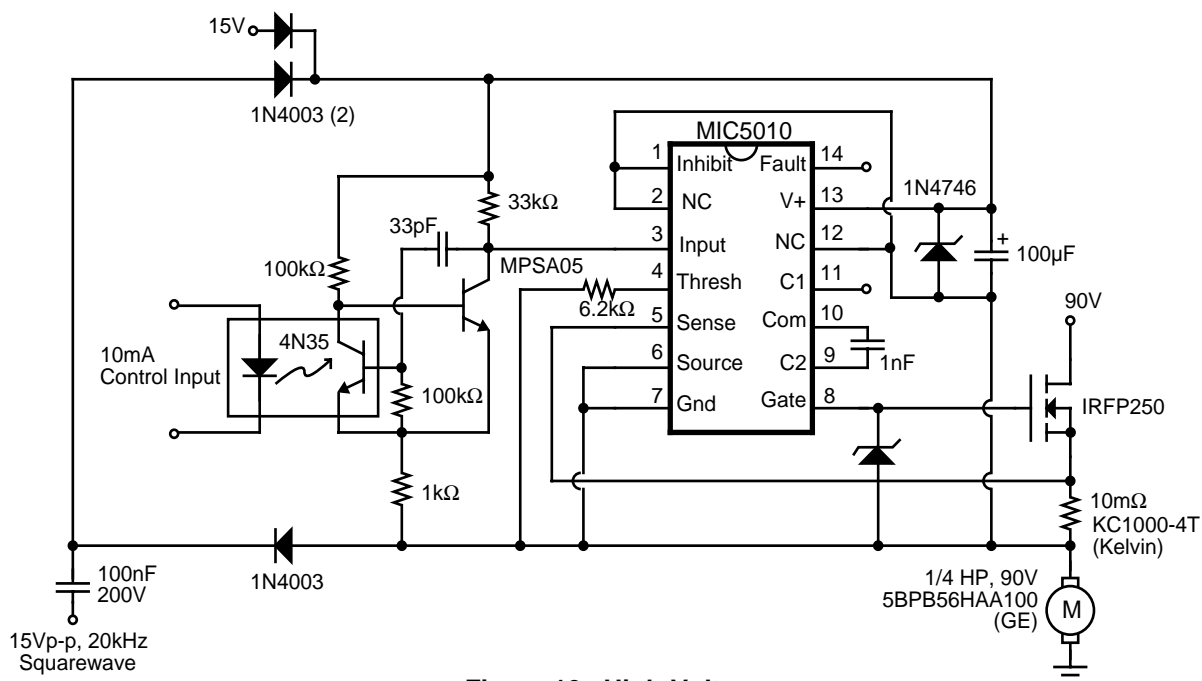 15V
1N4003 (2)
MIC5010
1
Inhibit
Fault
14
2
NC
V+
13
3
Input
NC
12
4
Thresh
C1
11
5
Sense
Com
10
6
Source
C2
9
7
Gnd
Gate
8
1N4746
+
100µF
33kΩ
33pF
100kΩ
MPSA05
6.2kΩ
1nF
90V
10mA
Control Input
4N35
100kΩ
IRFP250
1kΩ
10mΩ
KC1000-4T
(Kelvin)
1N4003
100nF
200V
1/4 HP, 90V
5BPB56HAA100
(GE)
M
15Vp-p, 20kHz
Squarewave